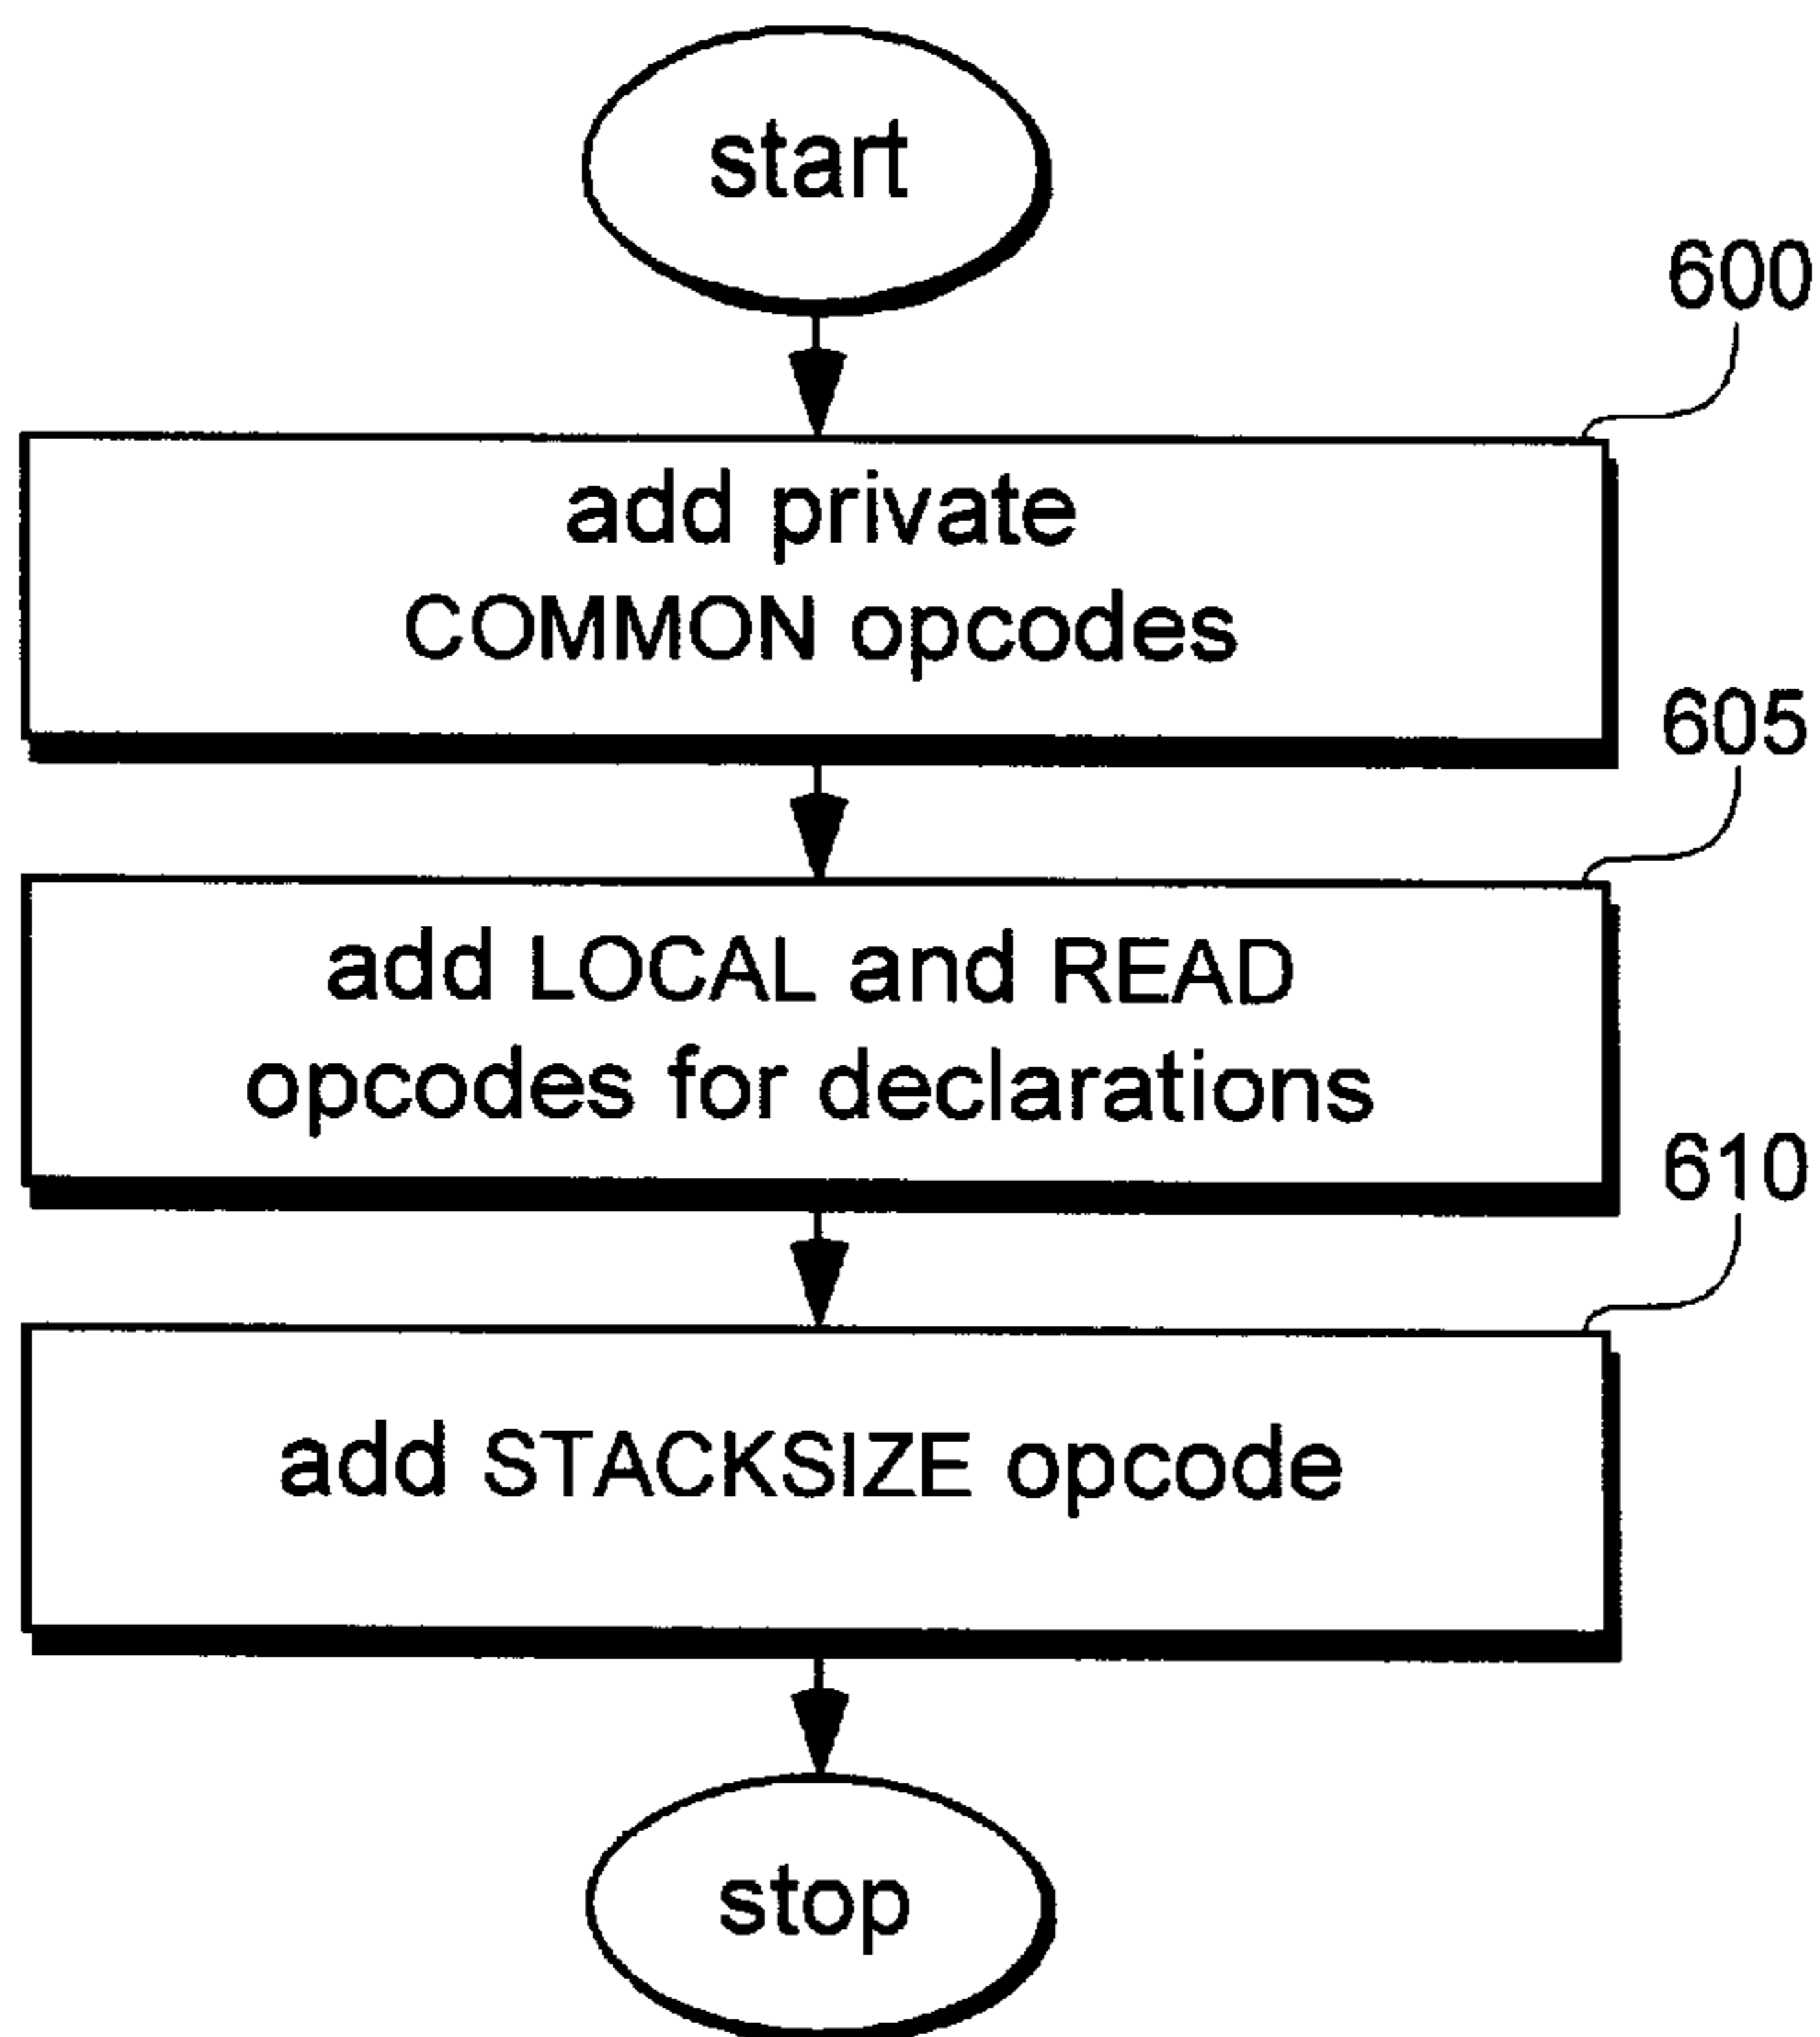 start
600
add private
COMMON opcodes
605
add LOCAL and READ
opcodes for declarations
610
add STACKSIZE opcode
stop